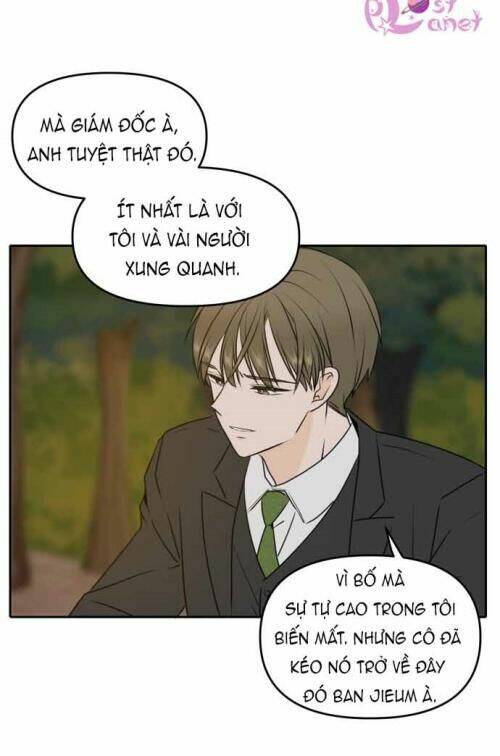 Lost
Planet
MÀ GIÁM ĐỐC À,
ANH TUYỆT THẬT ĐÓ.
ÍT NHẤT LÀ VỚI
TÔI VÀ VÀI NGƯỜI
XUNG QUANH.
VÌ BỐ MÀ
SỰ TỰ CAO TRONG TÔI
BIẾN MẤT. NHƯNG CÔ ĐÃ
KÉO NÓ TRỞ VỀ ĐÂY
ĐÓ BAN JIEUM À.